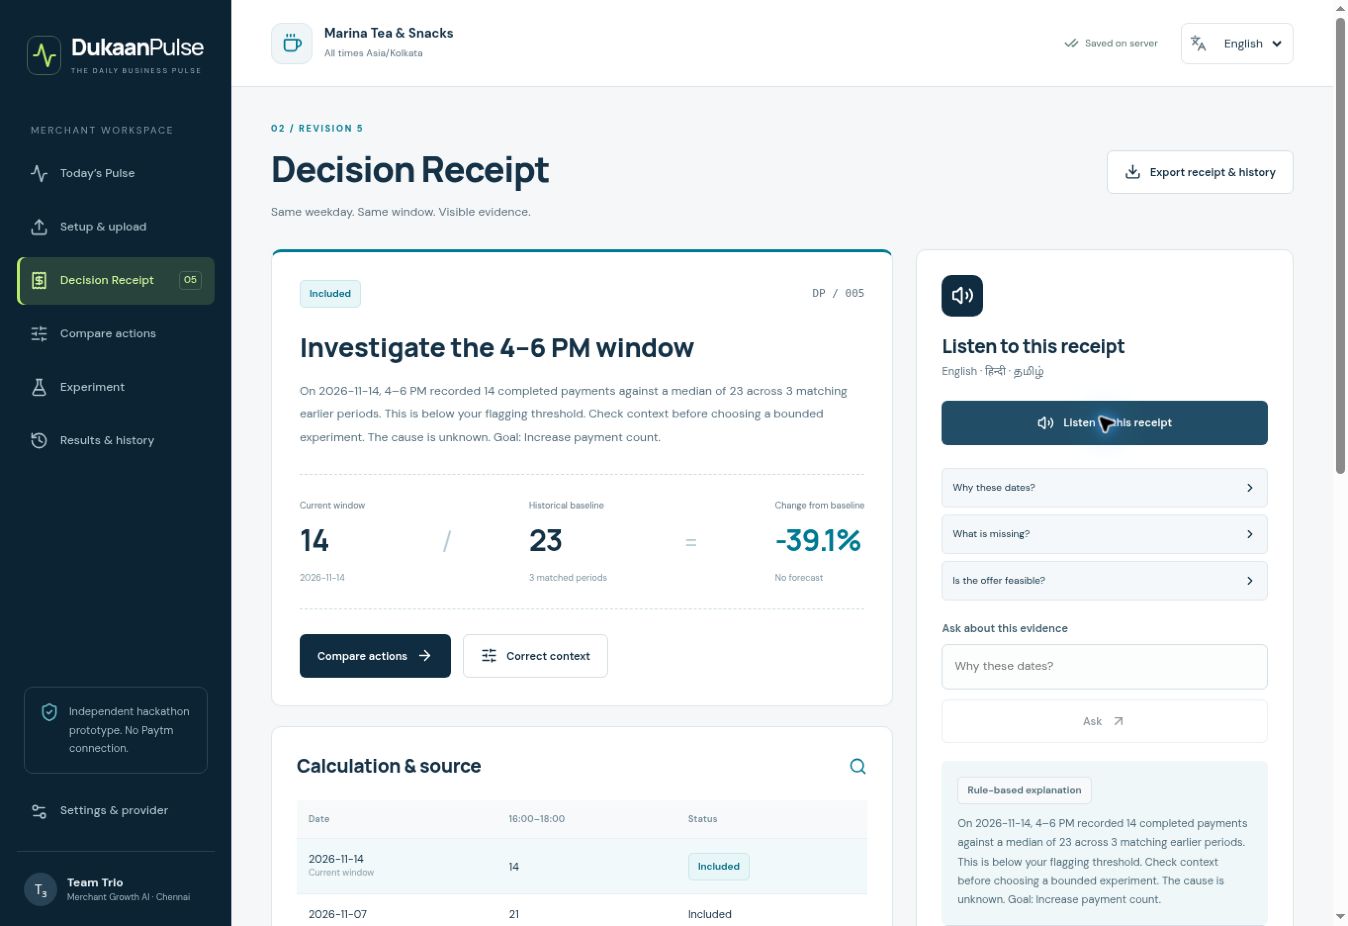 DukaanPulse
THE DAILY BUSINESS PULSE
MERCHANT WORKSPACE
Today's Pulse
Setup & upload
Decision Receipt 05
Compare actions
Experiment
Results & history
Independent hackathon
prototype. No Paytm
connection.
Settings & provider
T3
Team Trio
Merchant Growth AI · Chennai
Marina Tea & Snacks
All times Asia/Kolkata
Saved on server
English
02 / REVISION 5
Decision Receipt
Same weekday. Same window. Visible evidence.
Export receipt & history
Included
DP / 005
Investigate the 4–6 PM window
On 2026-11-14, 4–6 PM recorded 14 completed payments against a median of 23 across 3 matching
earlier periods. This is below your flagging threshold. Check context before choosing a bounded
experiment. The cause is unknown. Goal: Increase payment count.
Current window
14
2026-11-14
/
Historical baseline
23
3 matched periods
=
Change from baseline
-39.1%
No forecast
Compare actions
Correct context
Calculation & source
Date 16:00–18:00 Status
2026-11-14 14 Included
Current window
2026-11-07 21 Included
Listen to this receipt
English · हिन्दी · தமிழ்
Listen this receipt
Why these dates?
What is missing?
Is the offer feasible?
Ask about this evidence
Why these dates?
Ask
Rule-based explanation
On 2026-11-14, 4–6 PM recorded 14 completed payments
against a median of 23 across 3 matching earlier periods.
This is below your flagging threshold. Check context
before choosing a bounded experiment. The cause is
unknown. Goal: Increase payment count.